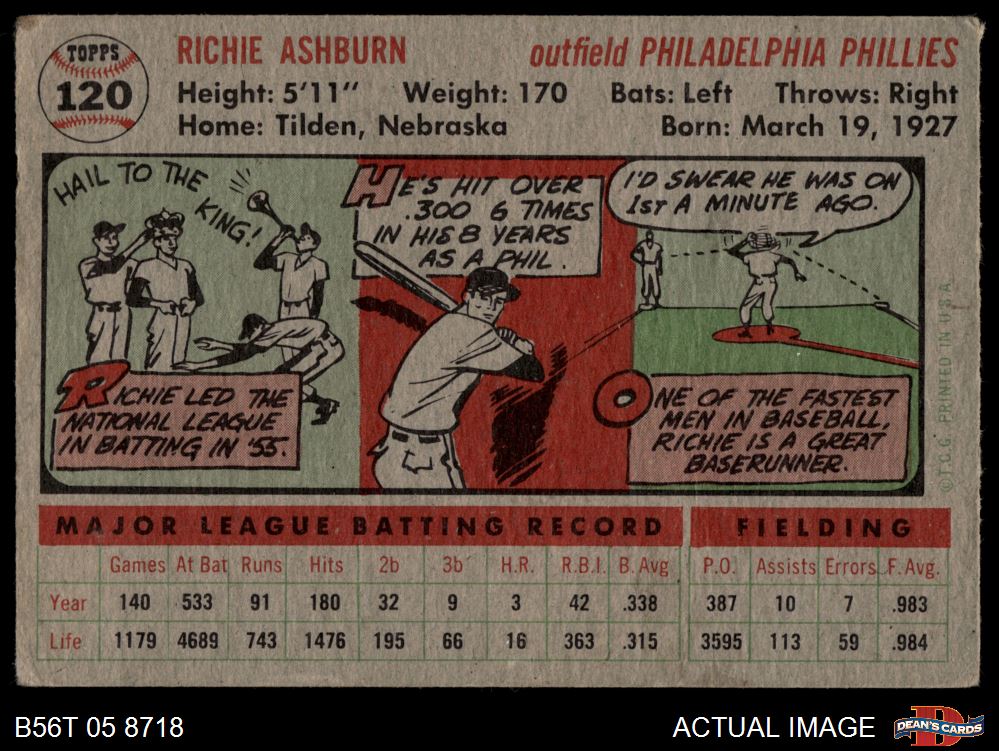 TOPPS
120
RICHIE ASHBURN
outfield PHILADELPHIA PHILLIES
Height: 5'11"  Weight: 170  Bats: Left  Throws: Right
Home: Tilden, Nebraska  Born: March 19, 1927
HAIL TO THE
KING!
RICHIE LED THE
NATIONAL LEAGUE
IN BATTING IN '55.
HE'S HIT OVER
.300 6 TIMES
IN HIS 8 YEARS
AS A PHIL.
I'D SWEAR HE WAS ON
1ST A MINUTE AGO.
ONE OF THE FASTEST
MEN IN BASEBALL,
RICHIE IS A GREAT
BASERUNNER.
© T.C.G. PRINTED IN U.S.A.
MAJOR LEAGUE BATTING RECORD  FIELDING
Games At Bat Runs Hits 2b 3b H.R. R.B.I. B. Avg P.O. Assists Errors F. Avg.
Year 140 533 91 180 32 9 3 42 .338 387 10 7 .983
Life 1179 4689 743 1476 195 66 16 363 .315 3595 113 59 .984
B56T 05 8718
ACTUAL IMAGE
DEAN'S CARDS